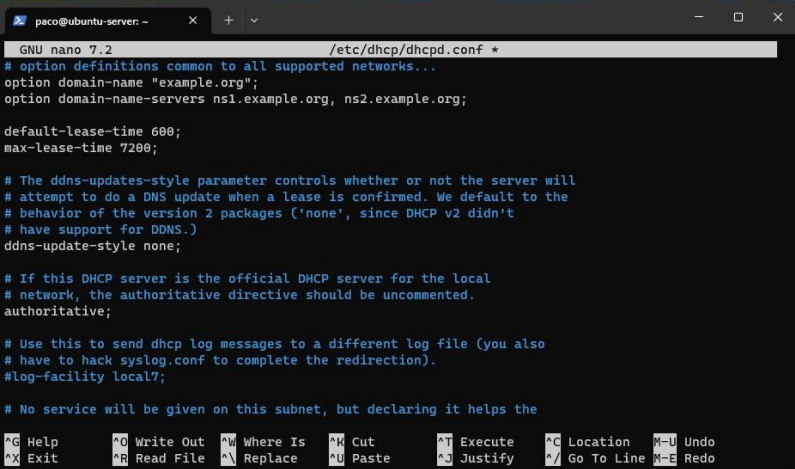 paco@ubuntu-server: ~
GNU nano 7.2 /etc/dhcp/dhcpd.conf *
# option definitions common to all supported networks...
option domain-name "example.org";
option domain-name-servers ns1.example.org, ns2.example.org;
default-lease-time 600;
max-lease-time 7200;
# The ddns-updates-style parameter controls whether or not the server will
# attempt to do a DNS update when a lease is confirmed. We default to the
# behavior of the version 2 packages ('none', since DHCP v2 didn't
# have support for DDNS.)
ddns-update-style none;
# If this DHCP server is the official DHCP server for the local
# network, the authoritative directive should be uncommented.
authoritative;
# Use this to send dhcp log messages to a different log file (you also
# have to hack syslog.conf to complete the redirection).
#log-facility local7;
# No service will be given on this subnet, but declaring it helps the
^G Help ^O Write Out ^W Where Is ^K Cut ^T Execute ^C Location M-U Undo
^X Exit ^R Read File ^\ Replace ^U Paste ^J Justify ^/ Go To Line M-E Redo